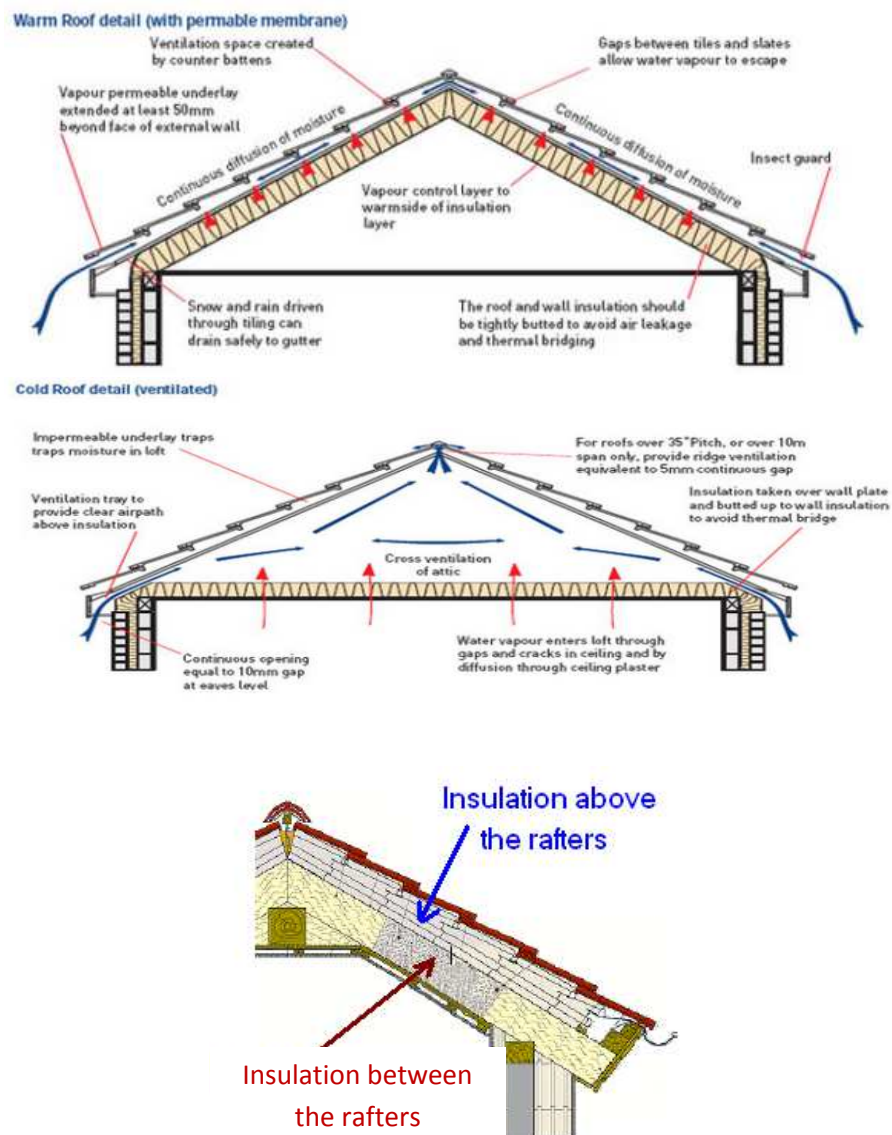 Warm Roof detail (with permable membrane)
Ventilation space created
by counter battens
Gaps between tiles and slates
allow water vapour to escape
Vapour permeable underlay
extended at least 50mm
beyond face of external wall
Continuous diffusion of moisture
Continuous diffusion of moisture
Insect guard
Vapour control layer to
warmside of insulation
layer
Snow and rain driven
through tiling can
drain safely to gutter
The roof and wall insulation should
be tightly butted to avoid air leakage
and thermal bridging
Cold Roof detail (ventilated)
Impermeable underlay traps
traps moisture in loft
For roofs over 35°Pitch, or over 10m
span only, provide ridge ventilation
equivalent to 5mm continuous gap
Ventilation tray to
provide clear airpath
above insulation
Insulation taken over wall plate
and butted up to wall insulation
to avoid thermal bridge
Cross ventilation
of attic
Continuous opening
equal to 10mm gap
at eaves level
Water vapour enters loft through
gaps and cracks in ceiling and by
diffusion through ceiling plaster
Insulation above
the rafters
Insulation between
the rafters